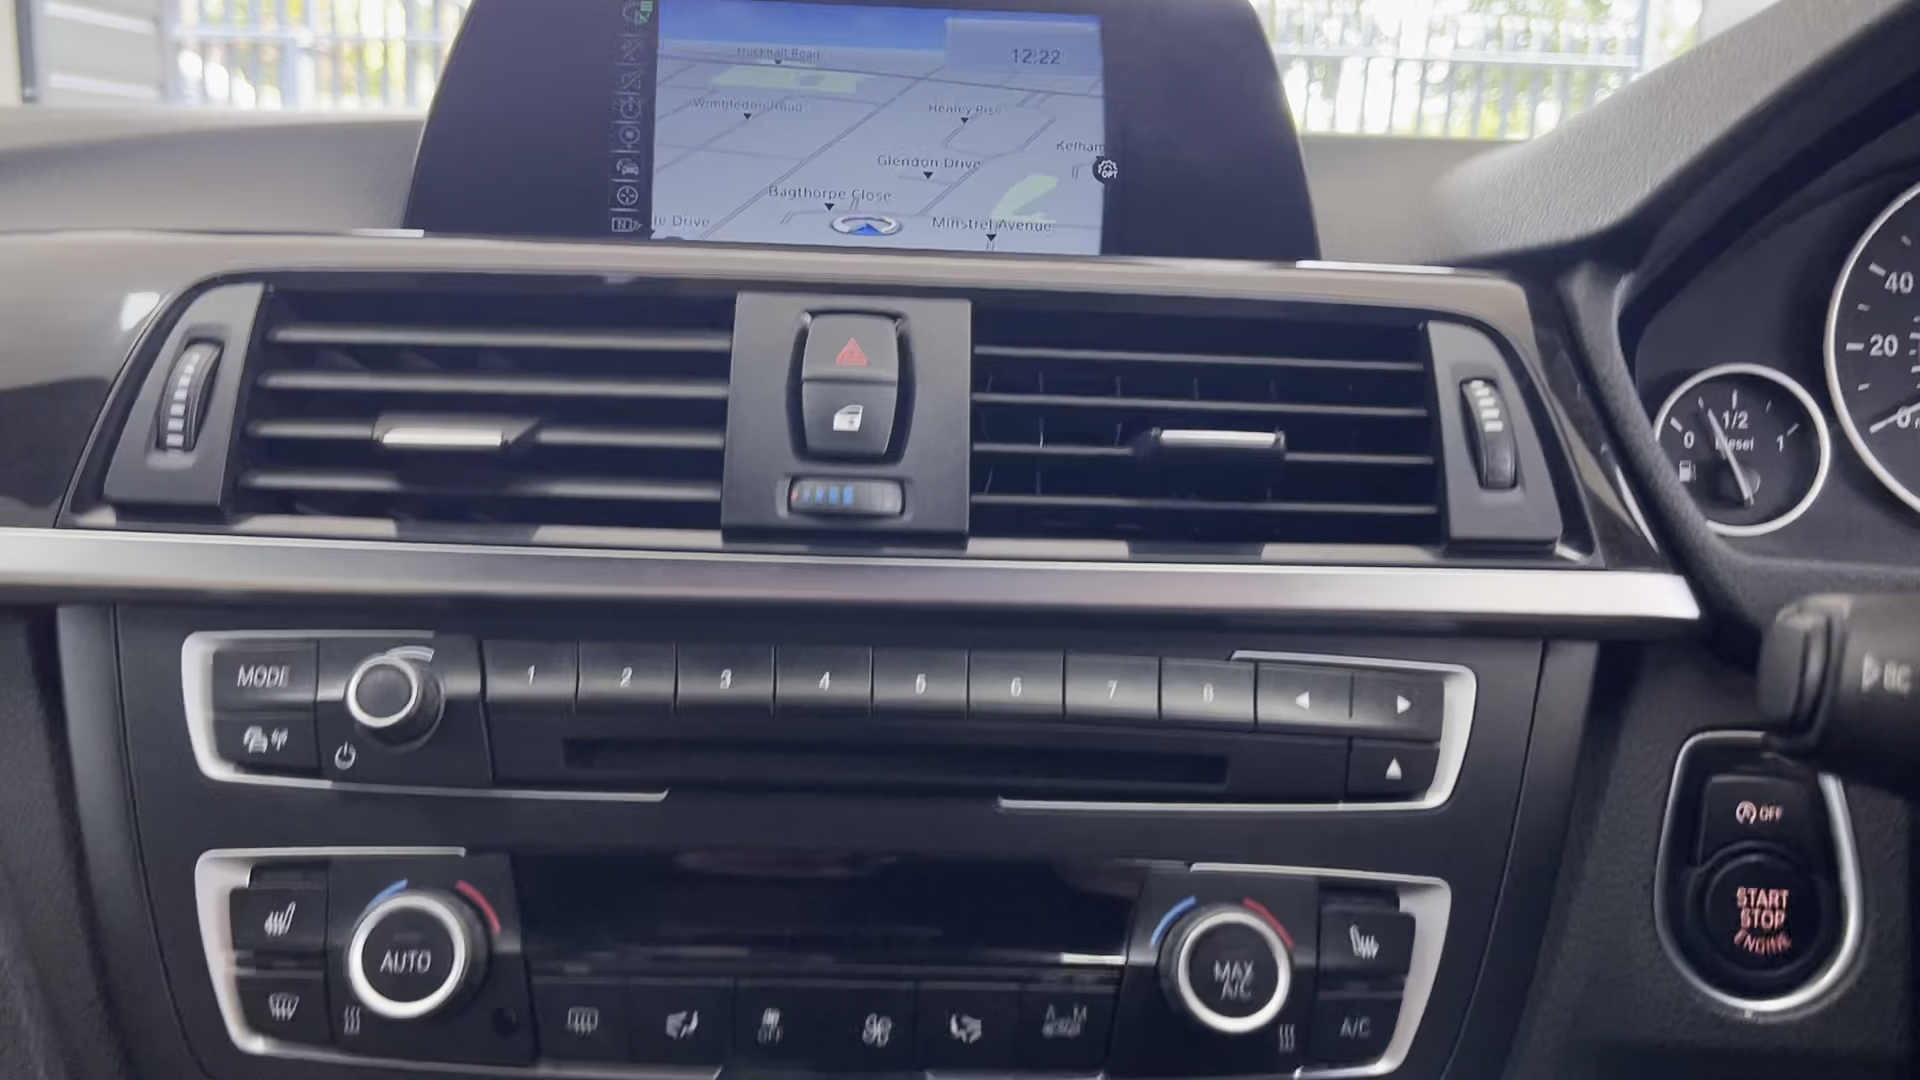 Hucknall Road
12:22
Wimbledon Road
Henley Rise
Kelham
OPT
Glendon Drive
Bagthorpe Close
Drive
Minstrel Avenue
N
40
20
0
0
1/2
1
Diesel
MODE
1
2
3
4
5
6
7
8
OFF
START
STOP
ENGINE
AUTO
MAX
A/C
OFF
A/C